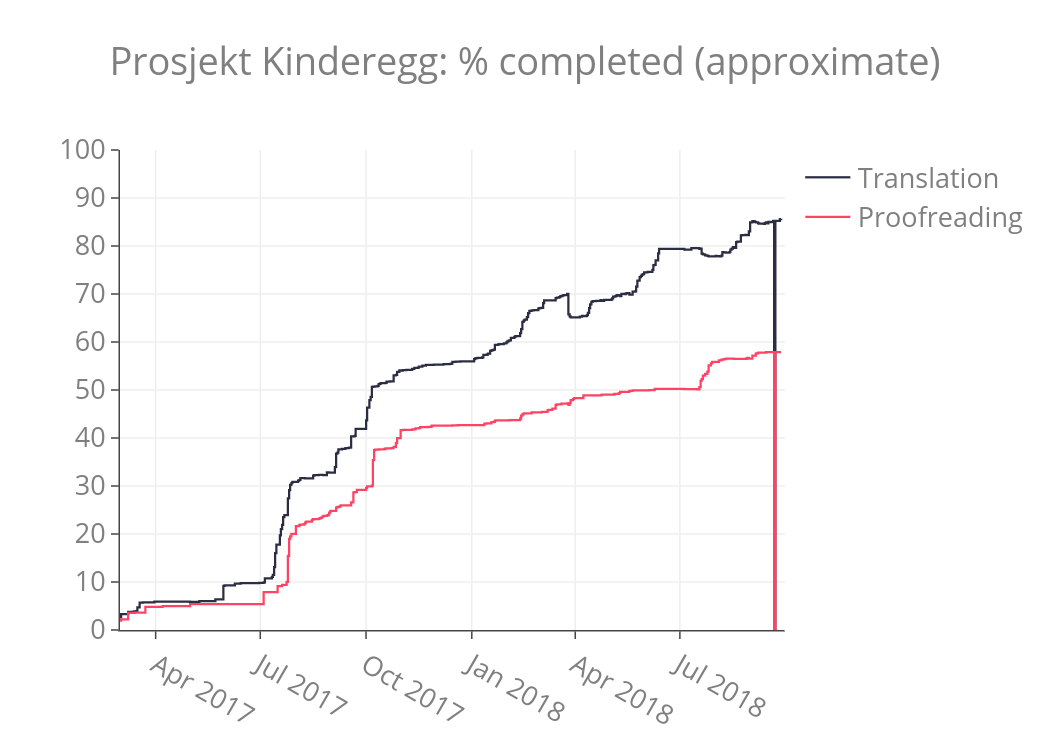 Prosjekt Kinderegg: % completed (approximate)
100
90
80
70
60
50
40
30
20
10
0
Translation
Proofreading
Apr 2017
Jul 2017
Oct 2017
Jan 2018
Apr 2018
Jul 2018